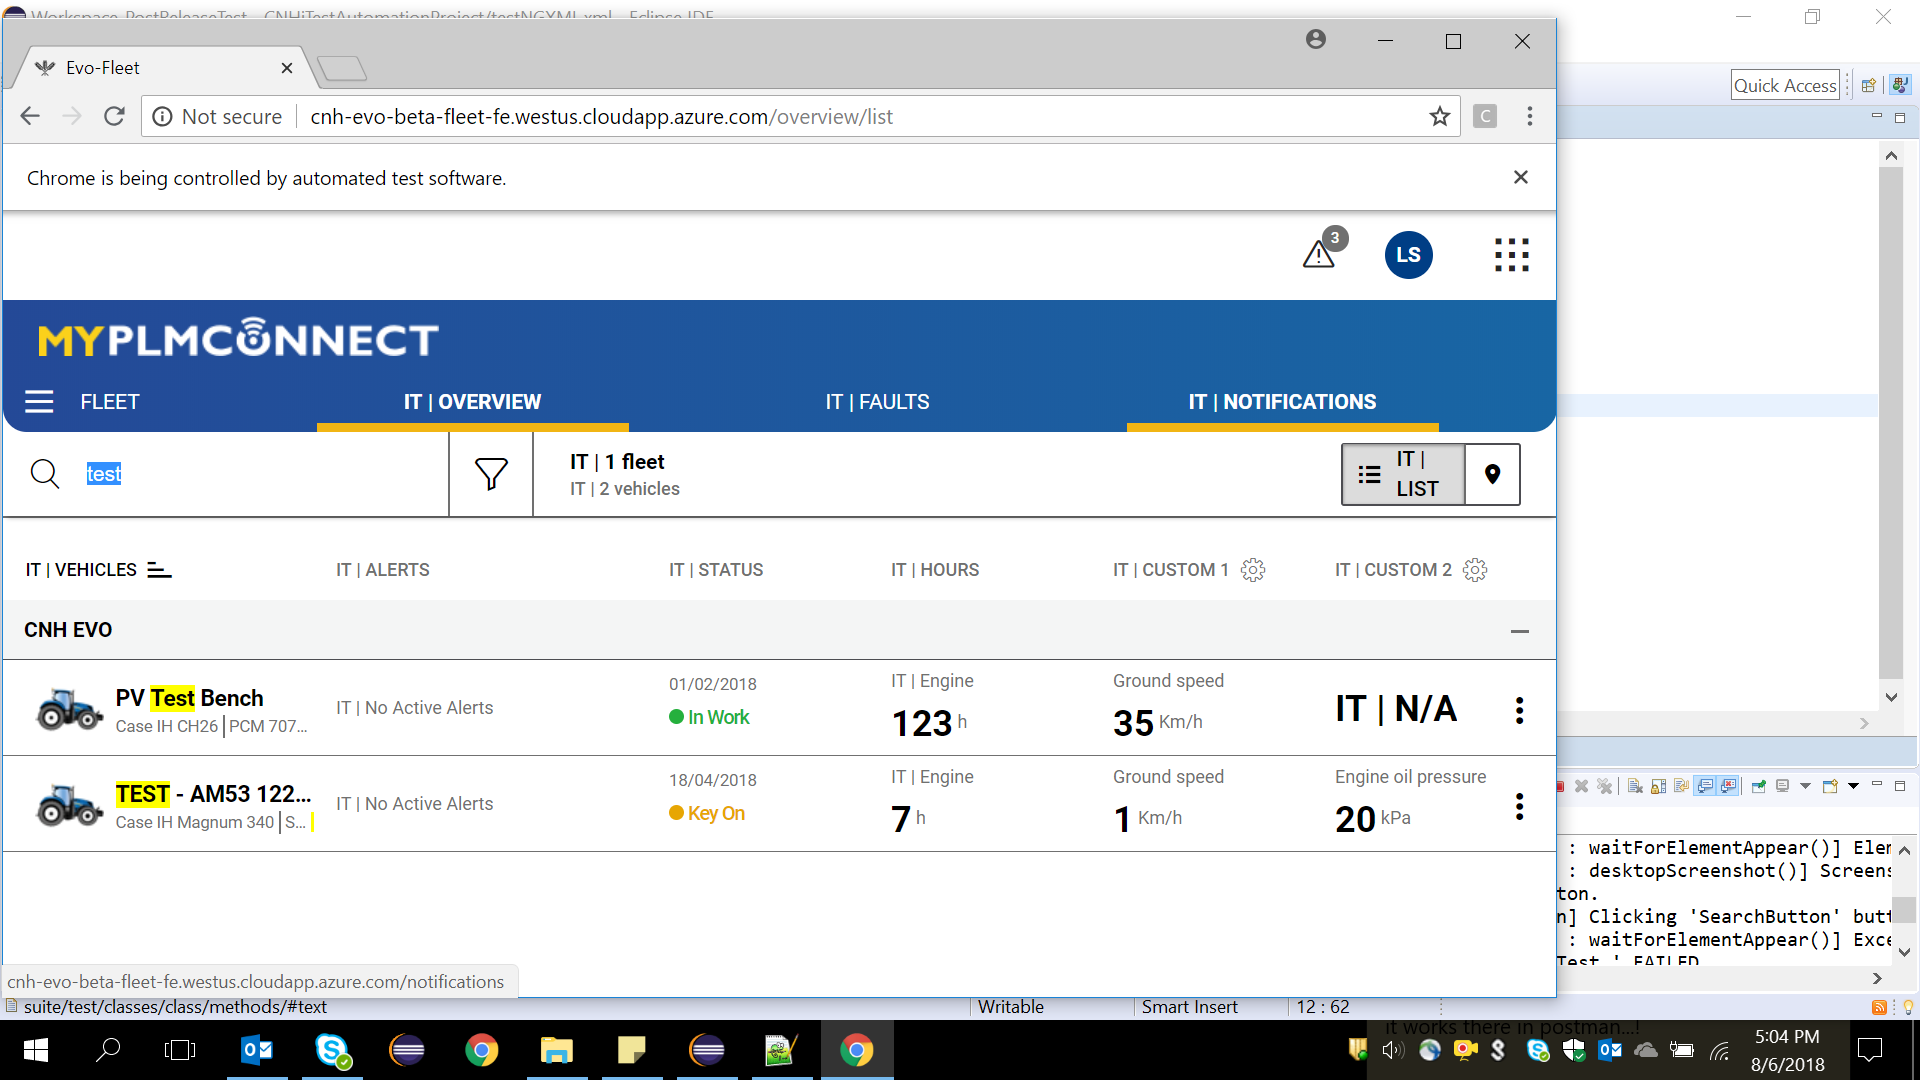 Workspace_PostReleaseTest - CNHiTestAutomationProject/testNGXML.xml - Eclipse IDE
Evo-Fleet
Not secure
cnh-evo-beta-fleet-fe.westus.cloudapp.azure.com/overview/list
C
Quick Access
Chrome is being controlled by automated test software.
3
LS
MYPLMCONNECT
FLEET
IT | OVERVIEW
IT | FAULTS
IT | NOTIFICATIONS
test
IT | 1 fleet
IT | 2 vehicles
IT |
LIST
IT | VEHICLES
IT | ALERTS
IT | STATUS
IT | HOURS
IT | CUSTOM 1
IT | CUSTOM 2
CNH EVO
PV Test Bench
Case IH CH26 | PCM 707...
IT | No Active Alerts
01/02/2018
In Work
IT | Engine
123 h
Ground speed
35 Km/h
IT | N/A
TEST - AM53 122...
Case IH Magnum 340 | S...
IT | No Active Alerts
18/04/2018
Key On
IT | Engine
7 h
Ground speed
1 Km/h
Engine oil pressure
20 kPa
: waitForElementAppear()] Elem
: desktopScreenshot()] Screens
ton.
n] Clicking 'SearchButton' butt
: waitForElementAppear()] Exce
Test ' FAILED
cnh-evo-beta-fleet-fe.westus.cloudapp.azure.com/notifications
suite/test/classes/class/methods/#text
Writable
Smart Insert
12 : 62
it works there in postman...!
5:04 PM
8/6/2018